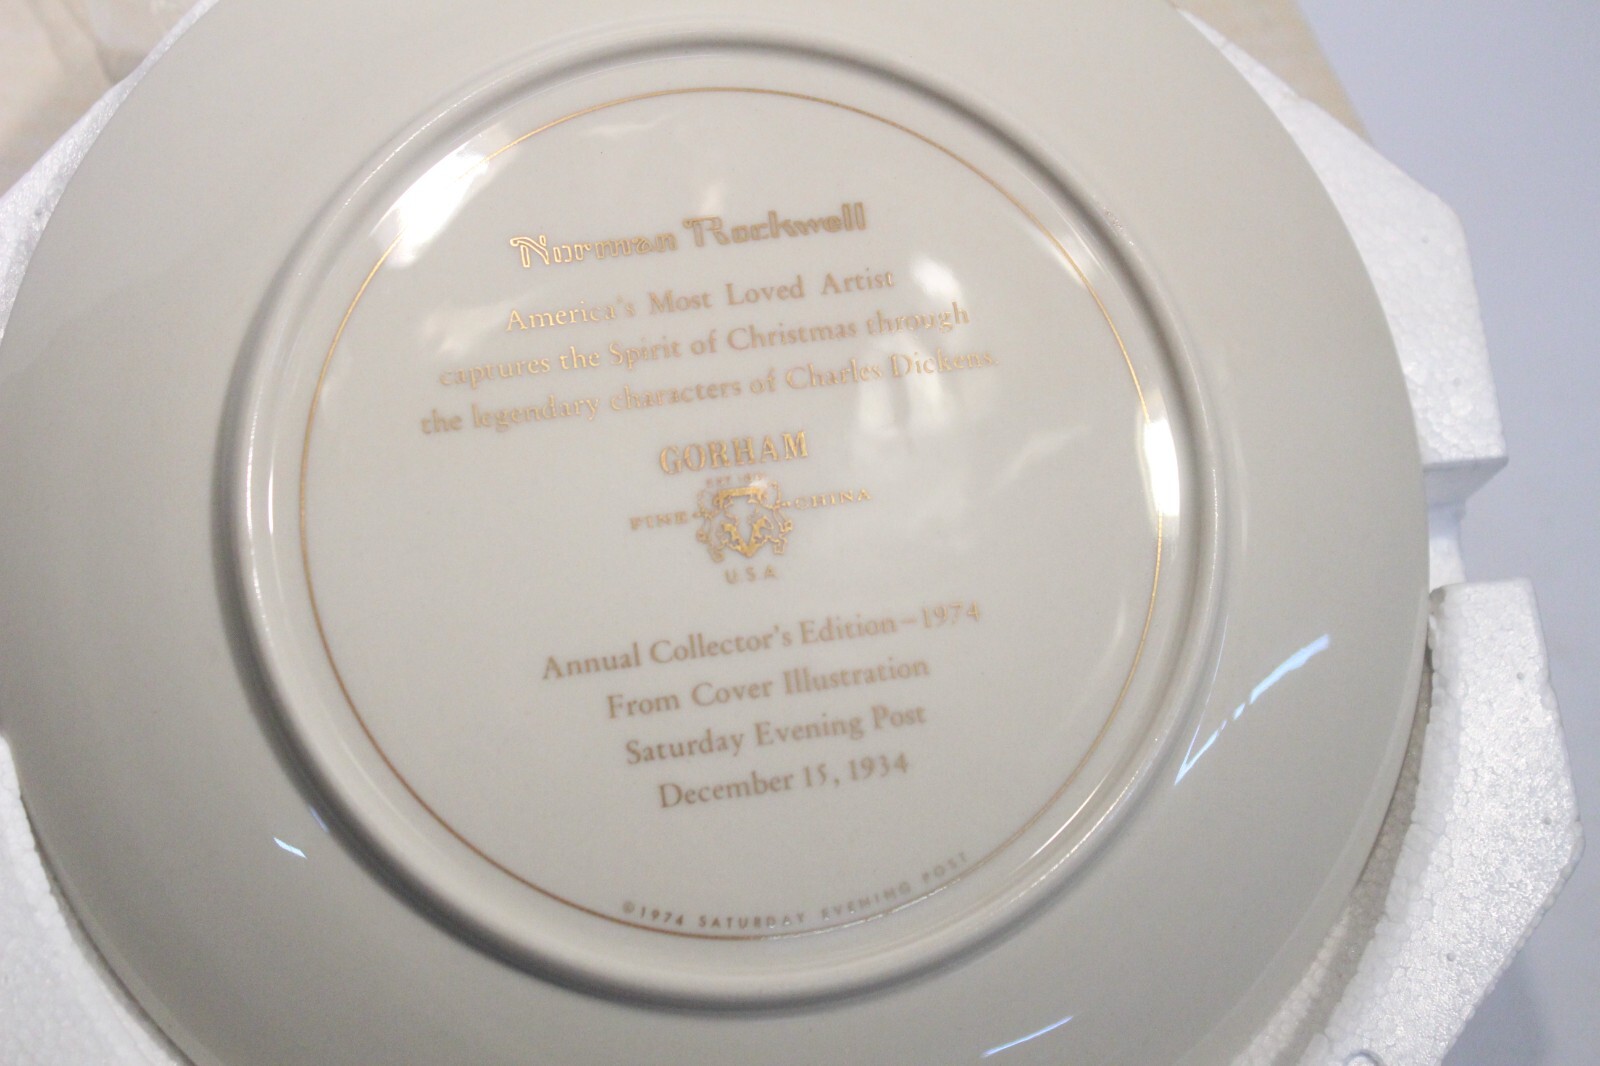 Norman Rockwell
America's Most Loved Artist
captures the Spirit of Christmas through
the legendary characters of Charles Dickens.
GORHAM
EST 1831
FINE CHINA
U.S.A
Annual Collector's Edition–1974
From Cover Illustration
Saturday Evening Post
December 15, 1934
©1974 SATURDAY EVENING POST